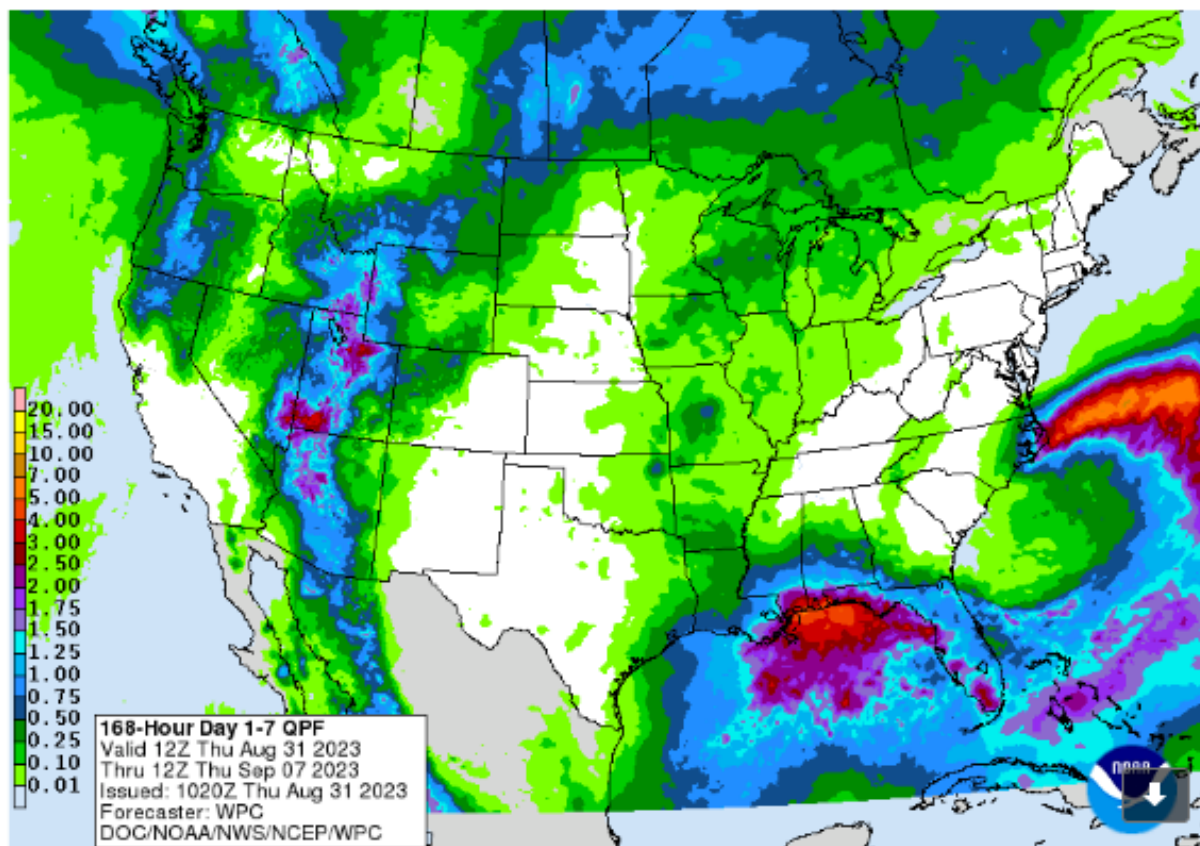 20.00
15.00
10.00
7.00
5.00
4.00
3.00
2.50
2.00
1.75
1.50
1.25
1.00
0.75
0.50
0.25
0.10
0.01
168-Hour Day 1-7 QPF
Valid 12Z Thu Aug 31 2023
Thru 12Z Thu Sep 07 2023
Issued: 1020Z Thu Aug 31 2023
Forecaster: WPC
DOC/NOAA/NWS/NCEP/WPC
noaa